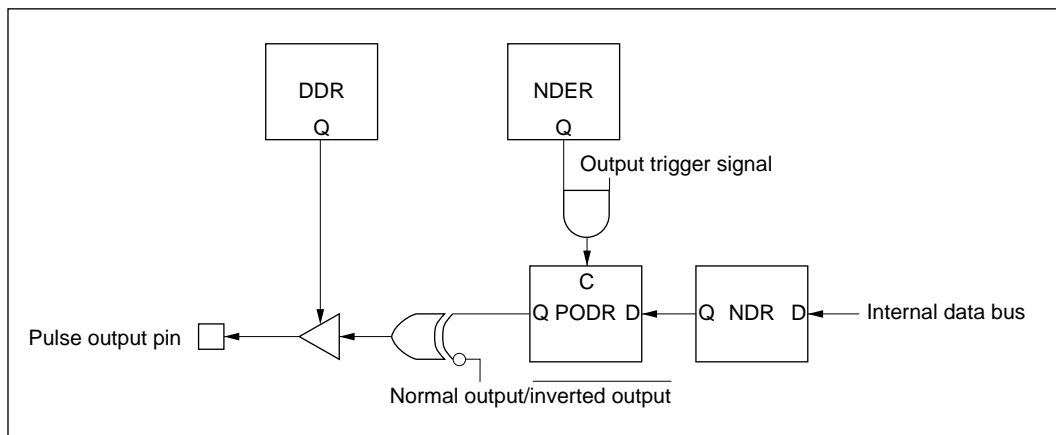 DDR
Q
NDER
Q
Output trigger signal
C
Q PODR D
Q NDR D
Internal data bus
Pulse output pin
Normal output/inverted output